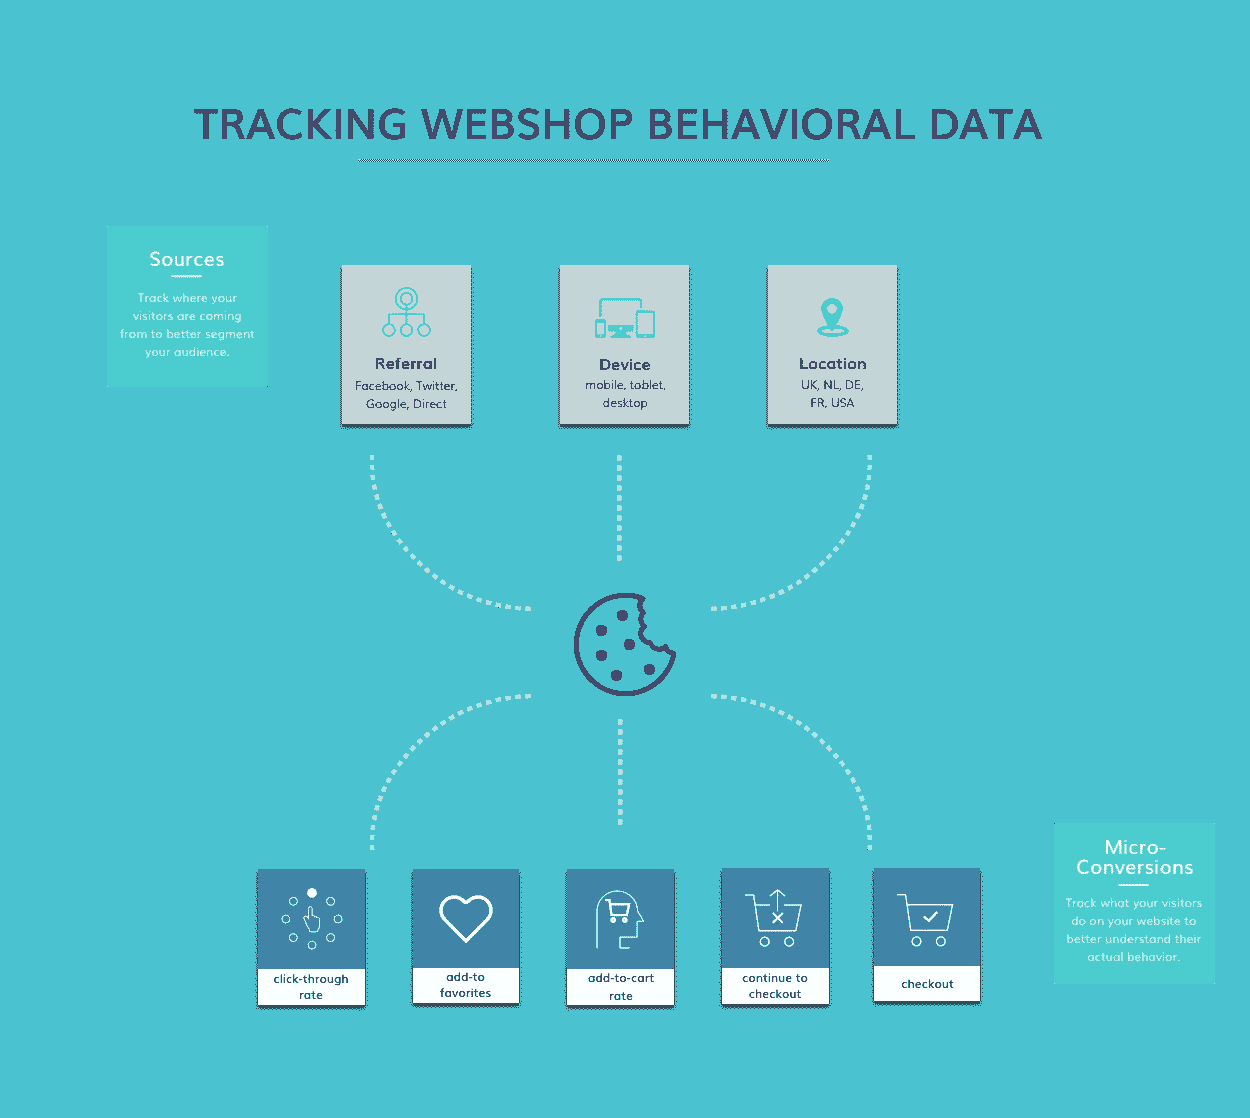 TRACKING WEBSHOP BEHAVIORAL DATA
Sources
Track where your
visitors are coming
from to better segment
your audience.
Referral
Facebook, Twitter,
Google, Direct
Device
mobile, tablet,
desktop
Location
UK, NL, DE,
FR, USA
click-through
rate
add-to
favorites
add-to-cart
rate
continue to
checkout
checkout
Micro-
Conversions
Track what your visitors
do on your website to
better understand their
actual behavior.